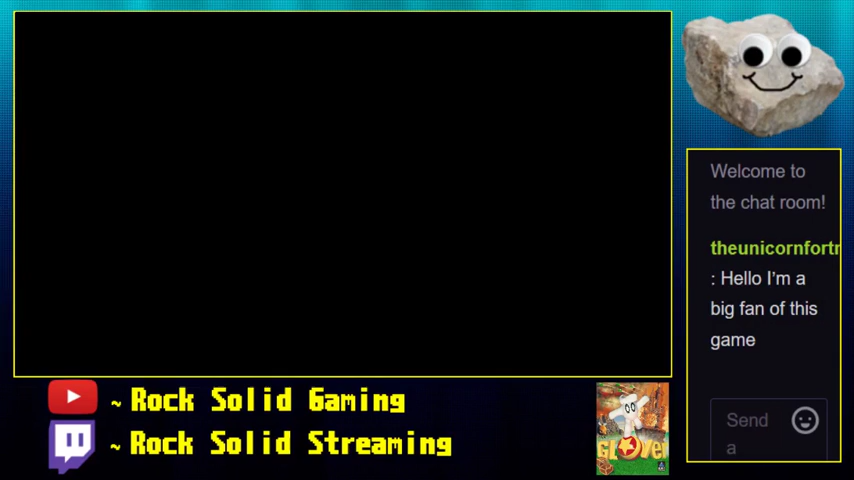 Welcome to
the chat room!
theunicornfortr
: Hello I'm a
big fan of this
game
Send
a
~ Rock Solid Gaming
~ Rock Solid Streaming
GLOVER